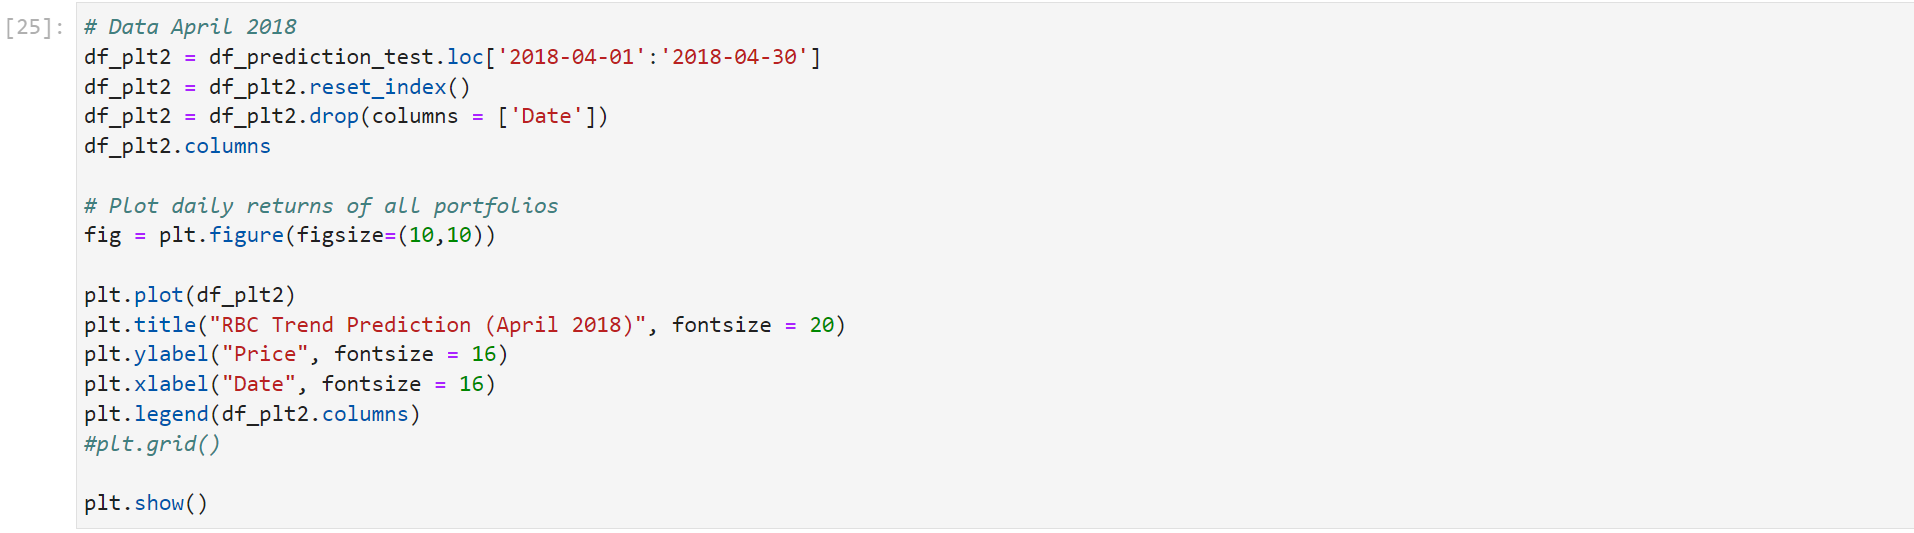 [25]:
# Data April 2018
df_plt2 = df_prediction_test.loc['2018-04-01':'2018-04-30']
df_plt2 = df_plt2.reset_index()
df_plt2 = df_plt2.drop(columns = ['Date'])
df_plt2.columns
# Plot daily returns of all portfolios
fig = plt.figure(figsize=(10,10))
plt.plot(df_plt2)
plt.title("RBC Trend Prediction (April 2018)", fontsize = 20)
plt.ylabel("Price", fontsize = 16)
plt.xlabel("Date", fontsize = 16)
plt.legend(df_plt2.columns)
#plt.grid()
plt.show()